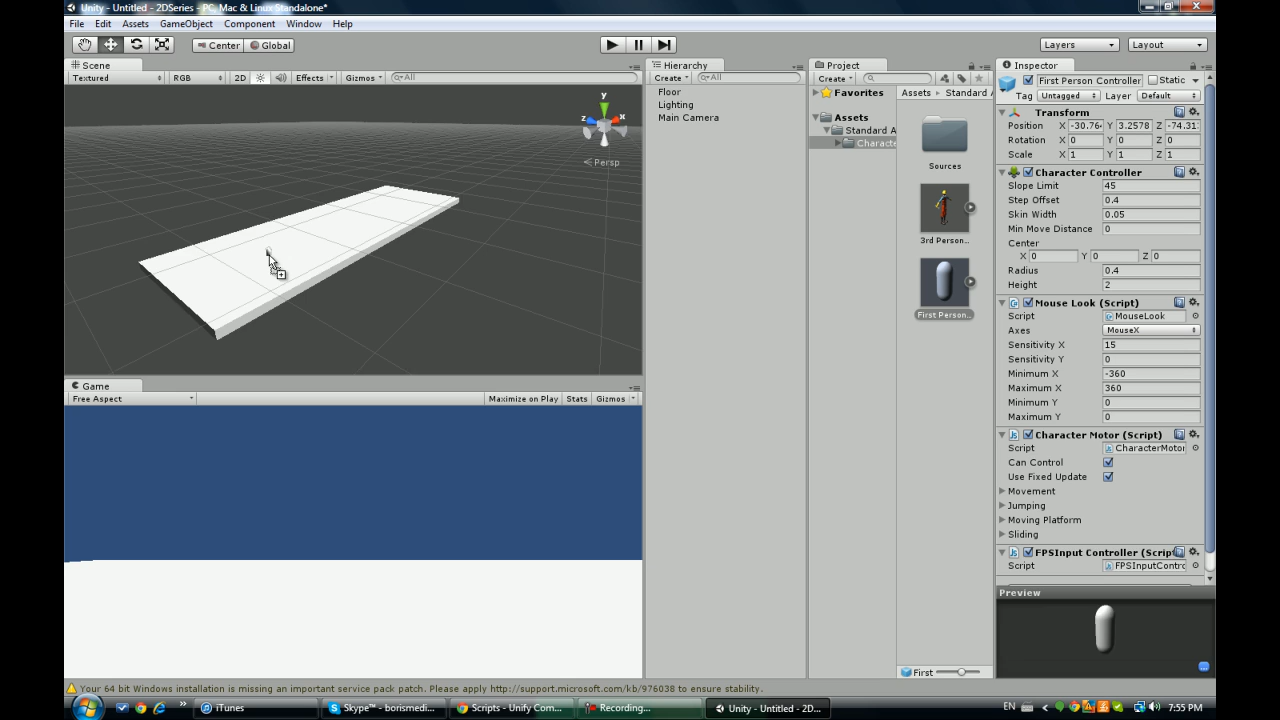 Unity - Untitled - 2DSeries - PC, Mac & Linux Standalone*
File Edit Assets GameObject Component Window Help
Center Global Layers Layout
Scene
Textured RGB 2D Effects Gizmos All
y
x
z
Persp
Game
Free Aspect Maximize on Play Stats Gizmos
Hierarchy
Create All
Floor
Lighting
Main Camera
Project
Create
Favorites
Assets
Standard A
Characte
Assets Standard A
Sources
3rd Person...
First Person..
First
Inspector
First Person Controller Static
Tag Untagged Layer Default
Transform
Position X -30.76 Y 3.2578 Z -74.31
Rotation X 0 Y 0 Z 0
Scale X 1 Y 1 Z 1
Character Controller
Slope Limit 45
Step Offset 0.4
Skin Width 0.05
Min Move Distance 0
Center
X 0 Y 0 Z 0
Radius 0.4
Height 2
Mouse Look (Script)
Script MouseLook
Axes MouseX
Sensitivity X 15
Sensitivity Y 0
Minimum X -360
Maximum X 360
Minimum Y 0
Maximum Y 0
Character Motor (Script)
Script CharacterMotor
Can Control
Use Fixed Update
Movement
Jumping
Moving Platform
Sliding
FPSInput Controller (Script
Script FPSInputContro
Preview
Your 64 bit Windows installation is missing an important service pack patch. Please apply http://support.microsoft.com/kb/976038 to ensure stability.
iTunes Skype™ - borismedi... Scripts - Unify Com... Recording... Unity - Untitled - 2D... EN 7:55 PM